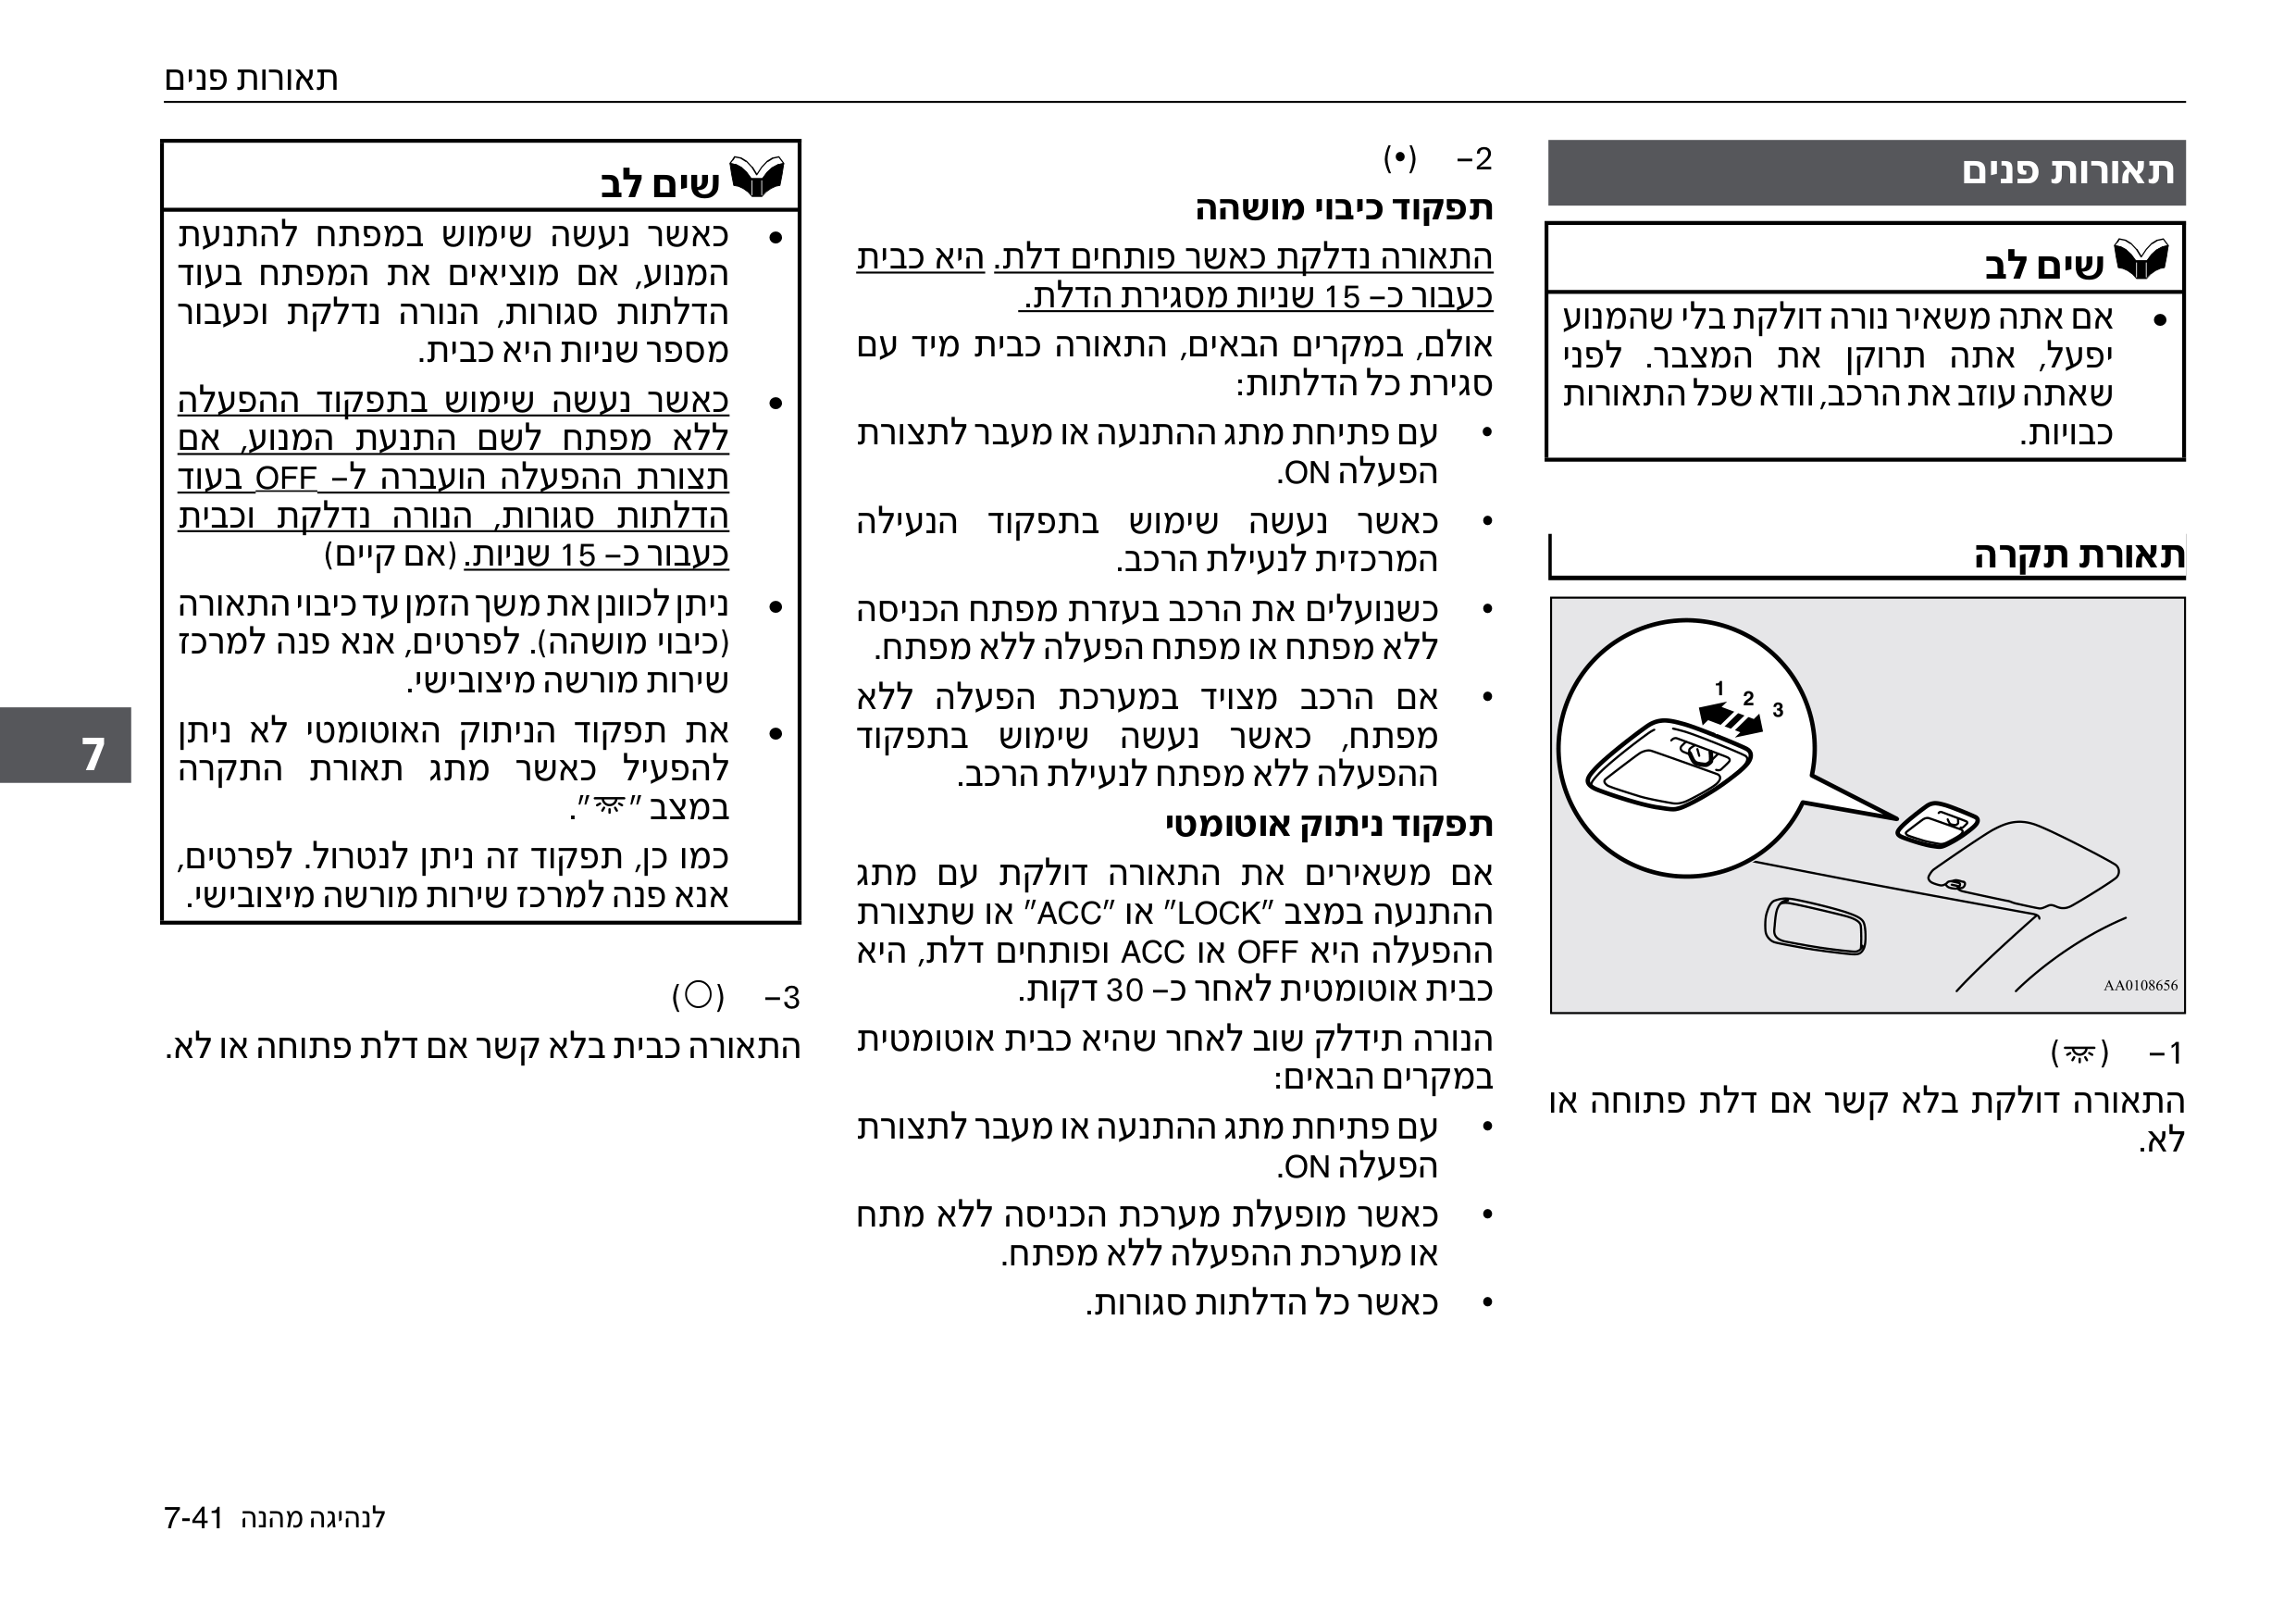 תאורות פנים
תאורות פנים
שים לב
• אם אתה משאיר נורה דולקת בלי שהמנוע
יפעל, אתה תרוקן את המצבר. לפני
שאתה עוזב את הרכב, וודא שכל התאורות
כבויות.
תאורת תקרה
1
2
3
AA0108656
1– ( )
התאורה דולקת בלא קשר אם דלת פתוחה או
לא.
2– (•)
תפקוד כיבוי מושהה
התאורה נדלקת כאשר פותחים דלת. היא כבית
כעבור כ– 15 שניות מסגירת הדלת.
אולם, במקרים הבאים, התאורה כבית מיד עם
סגירת כל הדלתות:
• עם פתיחת מתג ההתנעה או מעבר לתצורת
הפעלה ON.
• כאשר נעשה שימוש בתפקוד הנעילה
המרכזית לנעילת הרכב.
• כשנועלים את הרכב בעזרת מפתח הכניסה
ללא מפתח או מפתח הפעלה ללא מפתח.
• אם הרכב מצויד במערכת הפעלה ללא
מפתח, כאשר נעשה שימוש בתפקוד
ההפעלה ללא מפתח לנעילת הרכב.
תפקוד ניתוק אוטומטי
אם משאירים את התאורה דולקת עם מתג
ההתנעה במצב "LOCK" או "ACC" או שתצורת
ההפעלה היא OFF או ACC ופותחים דלת, היא
כבית אוטומטית לאחר כ– 30 דקות.
הנורה תידלק שוב לאחר שהיא כבית אוטומטית
במקרים הבאים:
• עם פתיחת מתג ההתנעה או מעבר לתצורת
הפעלה ON.
• כאשר מופעלת מערכת הכניסה ללא מתח
או מערכת ההפעלה ללא מפתח.
• כאשר כל הדלתות סגורות.
שים לב
• כאשר נעשה שימוש במפתח להתנעת
המנוע, אם מוציאים את המפתח בעוד
הדלתות סגורות, הנורה נדלקת וכעבור
מספר שניות היא כבית.
• כאשר נעשה שימוש בתפקוד ההפעלה
ללא מפתח לשם התנעת המנוע, אם
תצורת ההפעלה הועברה ל– OFF בעוד
הדלתות סגורות, הנורה נדלקת וכבית
כעבור כ– 15 שניות. (אם קיים)
• ניתן לכוונן את משך הזמן עד כיבוי התאורה
(כיבוי מושהה). לפרטים, אנא פנה למרכז
שירות מורשה מיצובישי.
• את תפקוד הניתוק האוטומטי לא ניתן
להפעיל כאשר מתג תאורת התקרה
במצב " ".
כמו כן, תפקוד זה ניתן לנטרול. לפרטים,
אנא פנה למרכז שירות מורשה מיצובישי.
3– (○)
התאורה כבית בלא קשר אם דלת פתוחה או לא.
7
לנהיגה מהנה 7-41